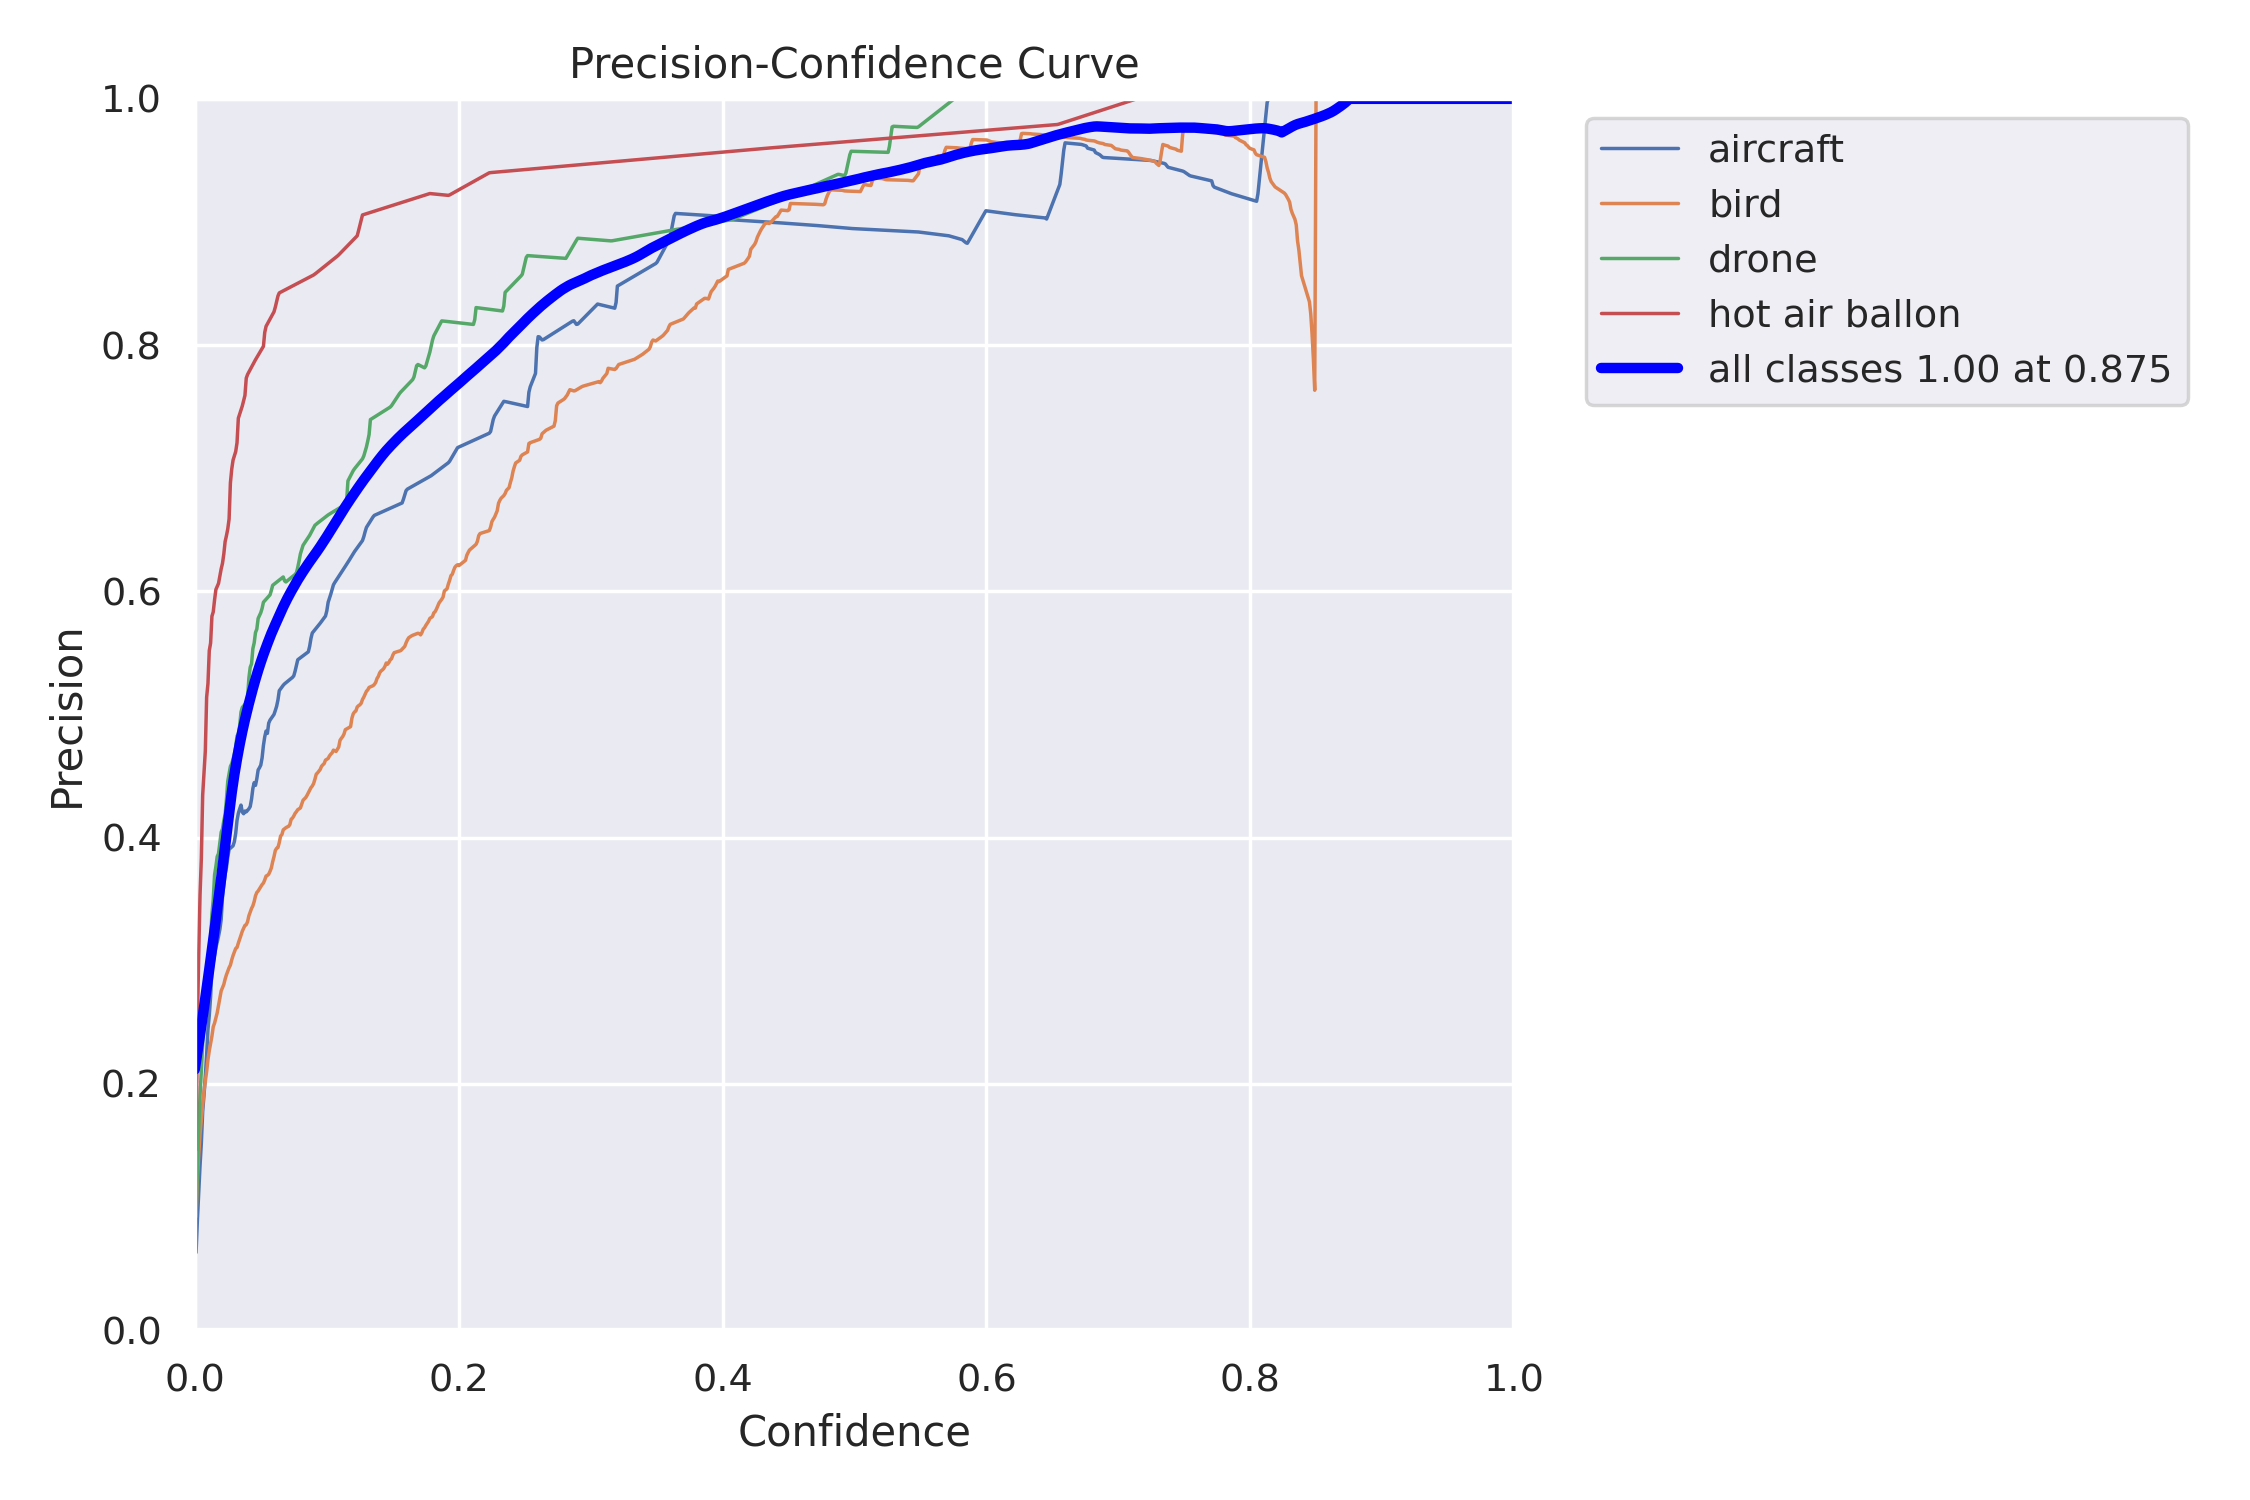 Precision-Confidence Curve
1.0
0.8
0.6
0.4
0.2
0.0
Precision
0.0 0.2 0.4 0.6 0.8 1.0
Confidence
aircraft
bird
drone
hot air ballon
all classes 1.00 at 0.875